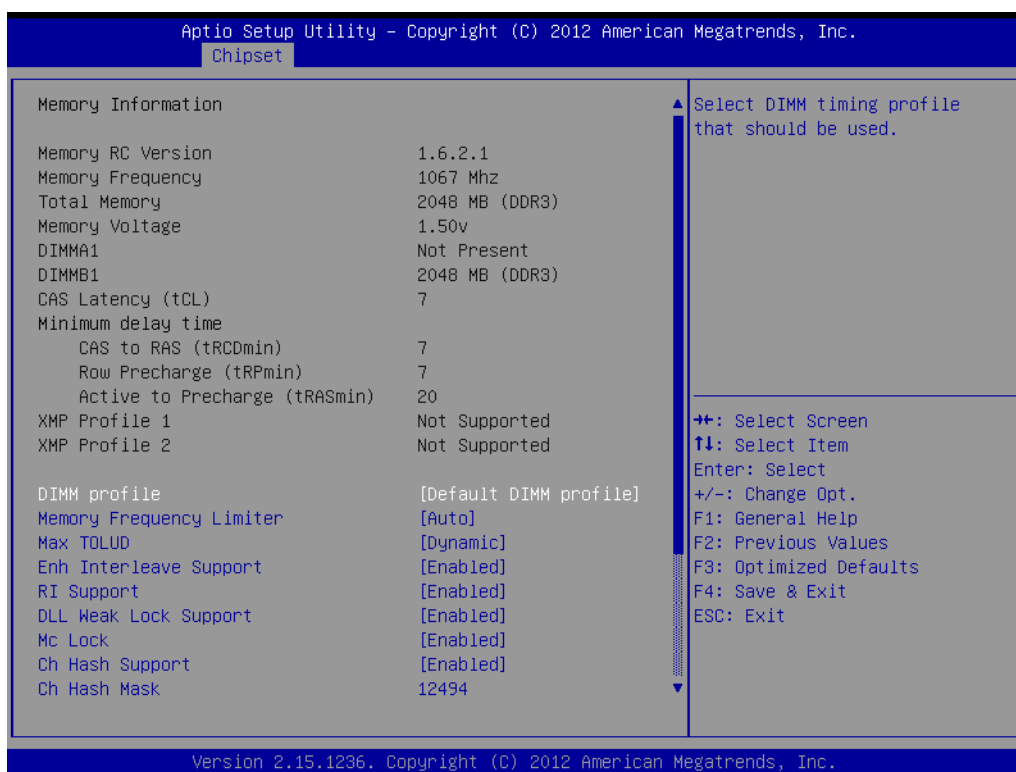 Aptio Setup Utility – Copyright (C) 2012 American Megatrends, Inc.
Chipset
Memory Information
Memory RC Version 1.6.2.1
Memory Frequency 1067 Mhz
Total Memory 2048 MB (DDR3)
Memory Voltage 1.50v
DIMMA1 Not Present
DIMMB1 2048 MB (DDR3)
CAS Latency (tCL) 7
Minimum delay time
CAS to RAS (tRCDmin) 7
Row Precharge (tRPmin) 7
Active to Precharge (tRASmin) 20
XMP Profile 1 Not Supported
XMP Profile 2 Not Supported
DIMM profile [Default DIMM profile]
Memory Frequency Limiter [Auto]
Max TOLUD [Dynamic]
Enh Interleave Support [Enabled]
RI Support [Enabled]
DLL Weak Lock Support [Enabled]
Mc Lock [Enabled]
Ch Hash Support [Enabled]
Ch Hash Mask 12494
Select DIMM timing profile
that should be used.
→←: Select Screen
↑↓: Select Item
Enter: Select
+/-: Change Opt.
F1: General Help
F2: Previous Values
F3: Optimized Defaults
F4: Save & Exit
ESC: Exit
Version 2.15.1236. Copyright (C) 2012 American Megatrends, Inc.